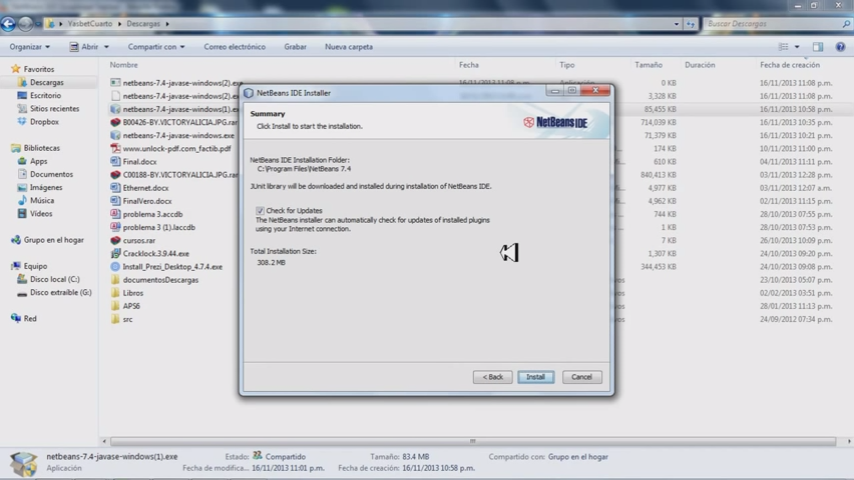 YasbetCuarto ▸ Descargas ▸
Buscar Descargos
Organizar
Abrir
Compartir con
Correo electrónico
Grabar
Nueva carpeta
Nombre
Fecha
Tipo
Tamaño
Duración
Fecha de creación
Favoritos
Descargas
Escritorio
Sitios recientes
Dropbox
Bibliotecas
Apps
Documentos
Imágenes
Música
Vídeos
Grupo en el hogar
Equipo
Disco local (C:)
Disco extraíble (G:)
Red
netbeans-7.4-javase-windows(2).exe
0 KB
16/11/2013 11:08 p.m.
netbeans-7.4-javase-windows(2).
3,328 KB
16/11/2013 11:08 p.m.
netbeans-7.4-javase-windows(1).e
85,455 KB
16/11/2013 10:58 p.m.
B00426-BY.VICTORYALICIA.JPG.rar
714,039 KB
16/11/2013 10:35 p.m.
netbeans-7.4-javase-windows.exe
71,379 KB
16/11/2013 10:21 p.m.
www.unlock-pdf.com_factib.pdf
174 KB
10/11/2013 11:00 p.m.
Final.docx
610 KB
04/11/2013 11:11 p.m.
C00188-BY.VICTORYALICIA.JPG.rar
840,413 KB
03/11/2013 12:28 p.m.
Ethernet.docx
4,977 KB
03/11/2013 12:07 p.m.
FinalVero.docx
4,962 KB
02/11/2013 11:15 p.m.
problema 3.accdb
744 KB
28/10/2013 07:55 p.m.
problema 3 (1).laccdb
1 KB
28/10/2013 07:53 p.m.
cursos.rar
7 KB
26/10/2013 10:09 p.m.
Cracklock.3.9.44.exe
1,307 KB
24/10/2013 09:20 p.m.
Install_Prezi_Desktop_4.7.4.exe
344,453 KB
24/10/2013 09:08 p.m.
documentosDescargas
23/10/2013 05:07 p.m.
Libros
02/02/2013 03:51 p.m.
APS6
28/01/2013 11:13 p.m.
src
24/09/2012 07:34 p.m.
NetBeans IDE Installer
Summary
Click Install to start the installation.
NetBeans IDE
NetBeans IDE Installation Folder:
C:\Program Files\NetBeans 7.4
JUnit library will be downloaded and installed during installation of NetBeans IDE.
Check for Updates
The NetBeans installer can automatically check for updates of installed plugins
using your Internet connection.
Total Installation Size:
308.2 MB
< Back
Install
Cancel
netbeans-7.4-javase-windows(1).exe
Estado:
Compartido
Tamaño: 83.4 MB
Compartido con: Grupo en el hogar
Aplicación
Fecha de modifica... 16/11/2013 11:01 p.m.
Fecha de creación: 16/11/2013 10:58 p.m.